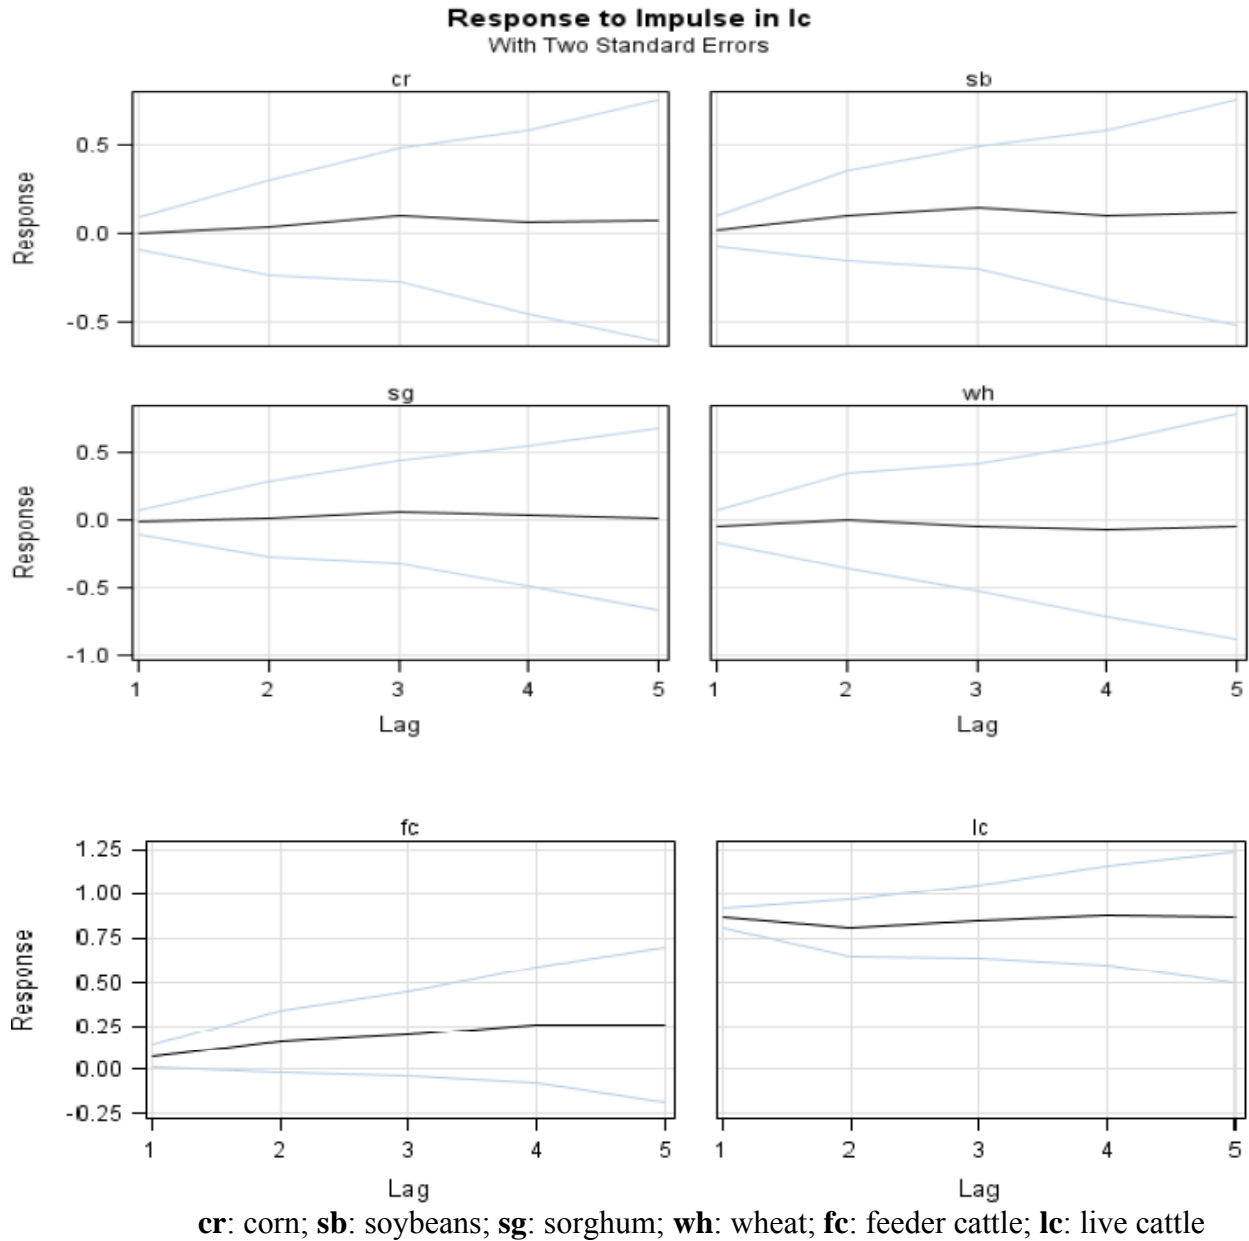 Response to Impulse in lc
With Two Standard Errors
cr
sb
Response
0.5
0.0
-0.5
sg
wh
Response
0.5
0.0
-0.5
-1.0
1 2 3 4 5
1 2 3 4 5
Lag
Lag
fc
lc
Response
1.25
1.00
0.75
0.50
0.25
0.00
-0.25
1 2 3 4 5
1 2 3 4 5
Lag
Lag
cr: corn; sb: soybeans; sg: sorghum; wh: wheat; fc: feeder cattle; lc: live cattle